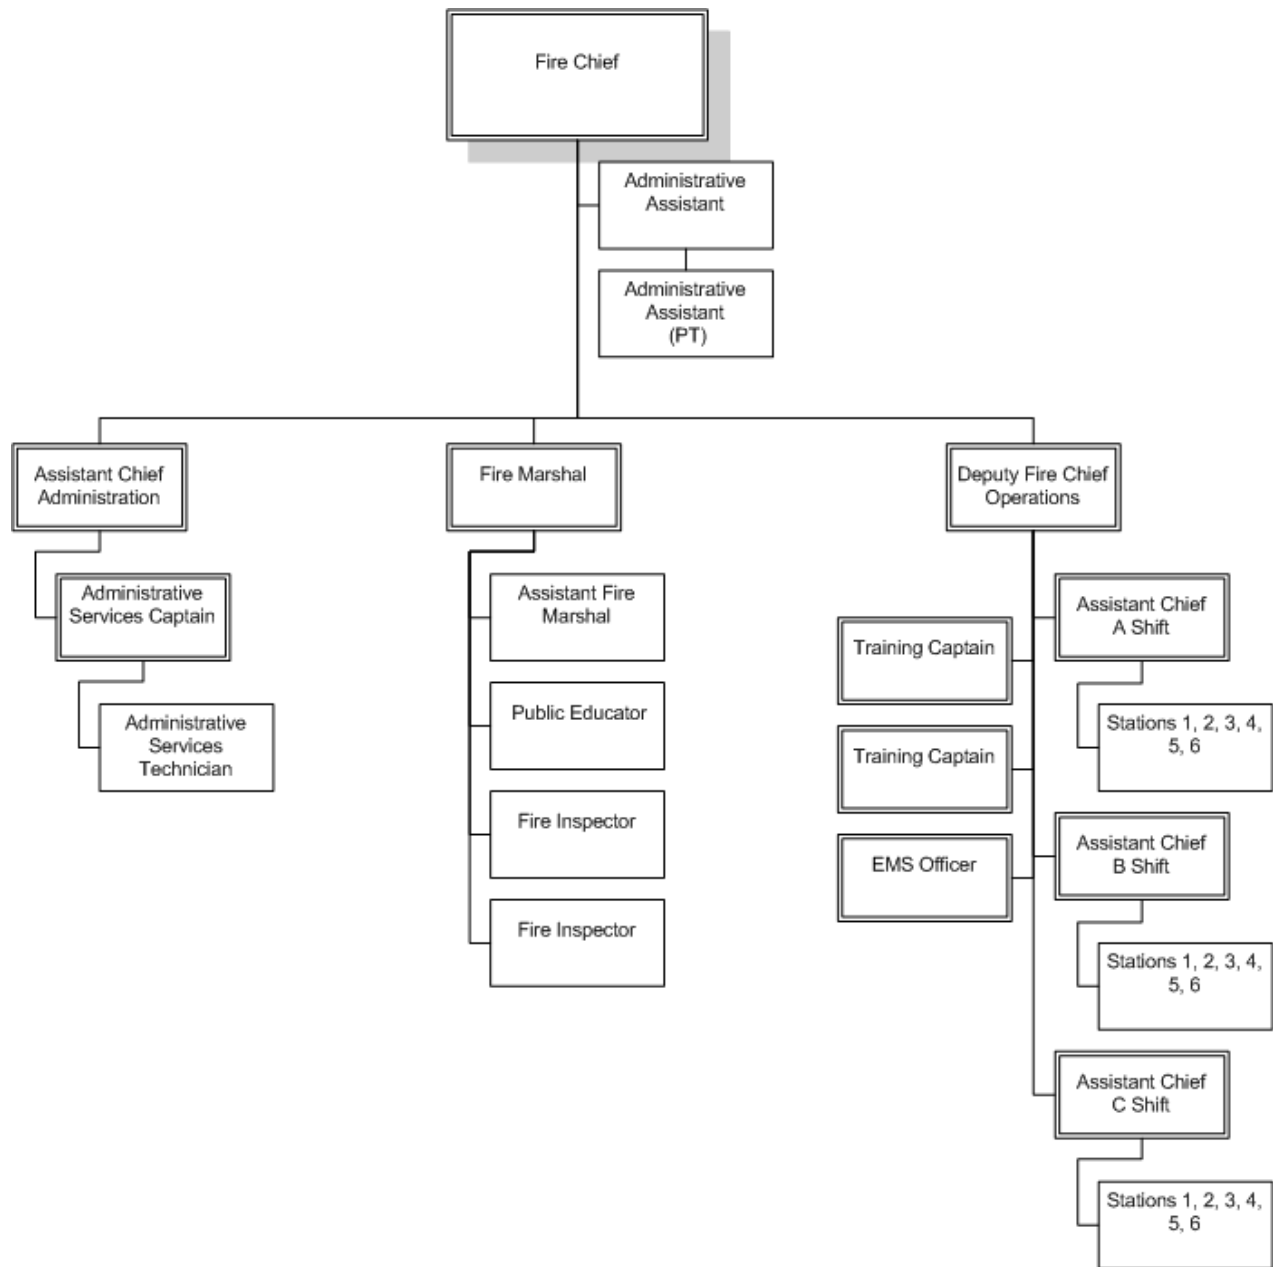 Fire Chief
Administrative
Assistant
Administrative
Assistant
(PT)
Assistant Chief
Administration
Administrative
Services Captain
Administrative
Services
Technician
Fire Marshal
Assistant Fire
Marshal
Public Educator
Fire Inspector
Fire Inspector
Deputy Fire Chief
Operations
Training Captain
Training Captain
EMS Officer
Assistant Chief
A Shift
Stations 1, 2, 3, 4,
5, 6
Assistant Chief
B Shift
Stations 1, 2, 3, 4,
5, 6
Assistant Chief
C Shift
Stations 1, 2, 3, 4,
5, 6